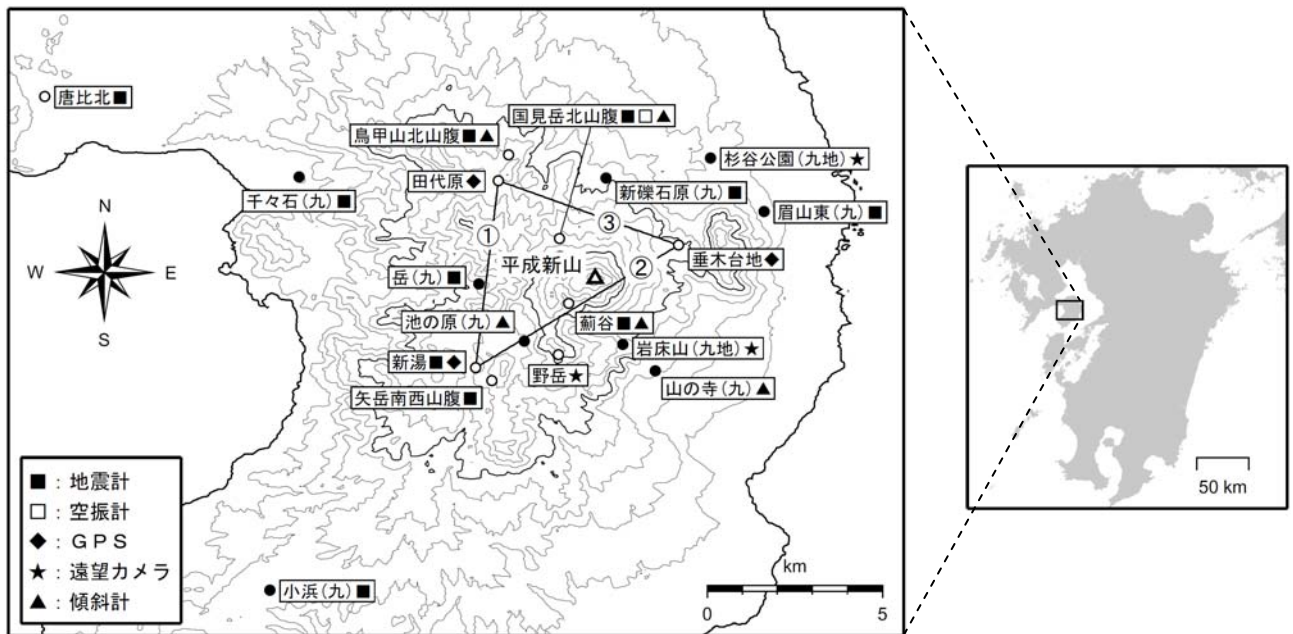 唐比北■
国見岳北山腹■□▲
鳥甲山北山腹■▲
杉谷公園(九地)★
田代原◆
新礫石原(九)■
千々石(九)■
眉山東(九)■
N
W
E
S
①
③
②
垂木台地◆
平成新山
岳(九)■
池の原(九)▲
薊谷■▲
岩床山(九地)★
新湯■◆
野岳★
山の寺(九)▲
矢岳南西山腹■
■:地震計
□:空振計
◆:GPS
★:遠望カメラ
▲:傾斜計
小浜(九)■
km
0
5
50 km